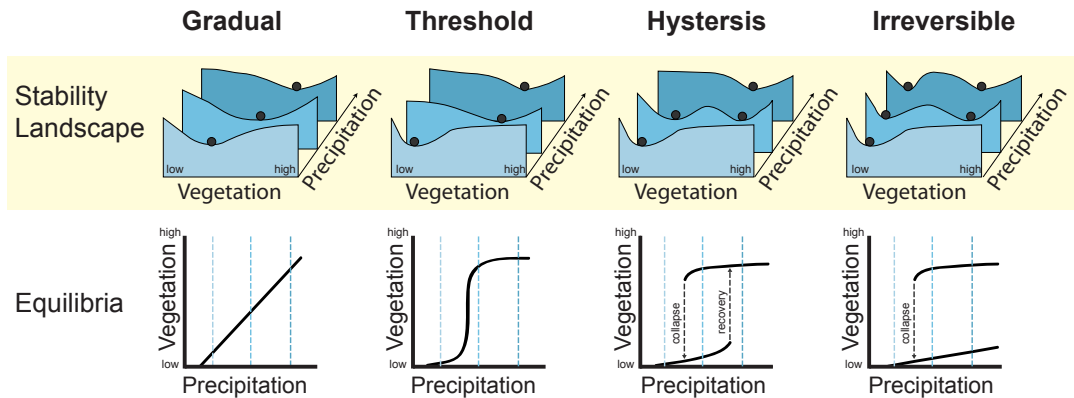 Gradual
Threshold
Hystersis
Irreversible
Stability
Landscape
low
high
Vegetation
Precipitation
low
high
Vegetation
Precipitation
low
high
Vegetation
Precipitation
low
high
Vegetation
Precipitation
Equilibria
high
Vegetation
low
Precipitation
high
Vegetation
low
Precipitation
high
Vegetation
low
collapse
recovery
Precipitation
high
Vegetation
low
collapse
Precipitation